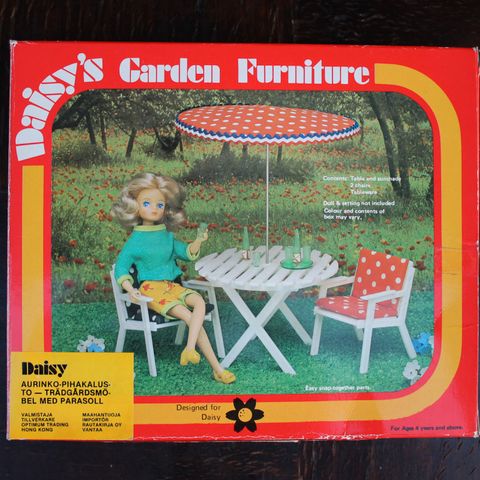 Daisy's Garden Furniture
Contents: Table and sunshade
2 chairs
Tableware
Doll & setting not included
Colour and contents of
box may vary.
Easy snap-together parts.
Daisy
AURINKO-PIHAKALUS-
TO — TRÄDGÅRDSMÖ-
BEL MED PARASOLL
VALMISTAJA
TILLVERKARE
OPTIMUM TRADING
HONG KONG
MAAHANTUOJA
IMPORTÖR
RAUTAKIRJA OY
VANTAA
Designed for
Daisy
For Ages 4 years and above.